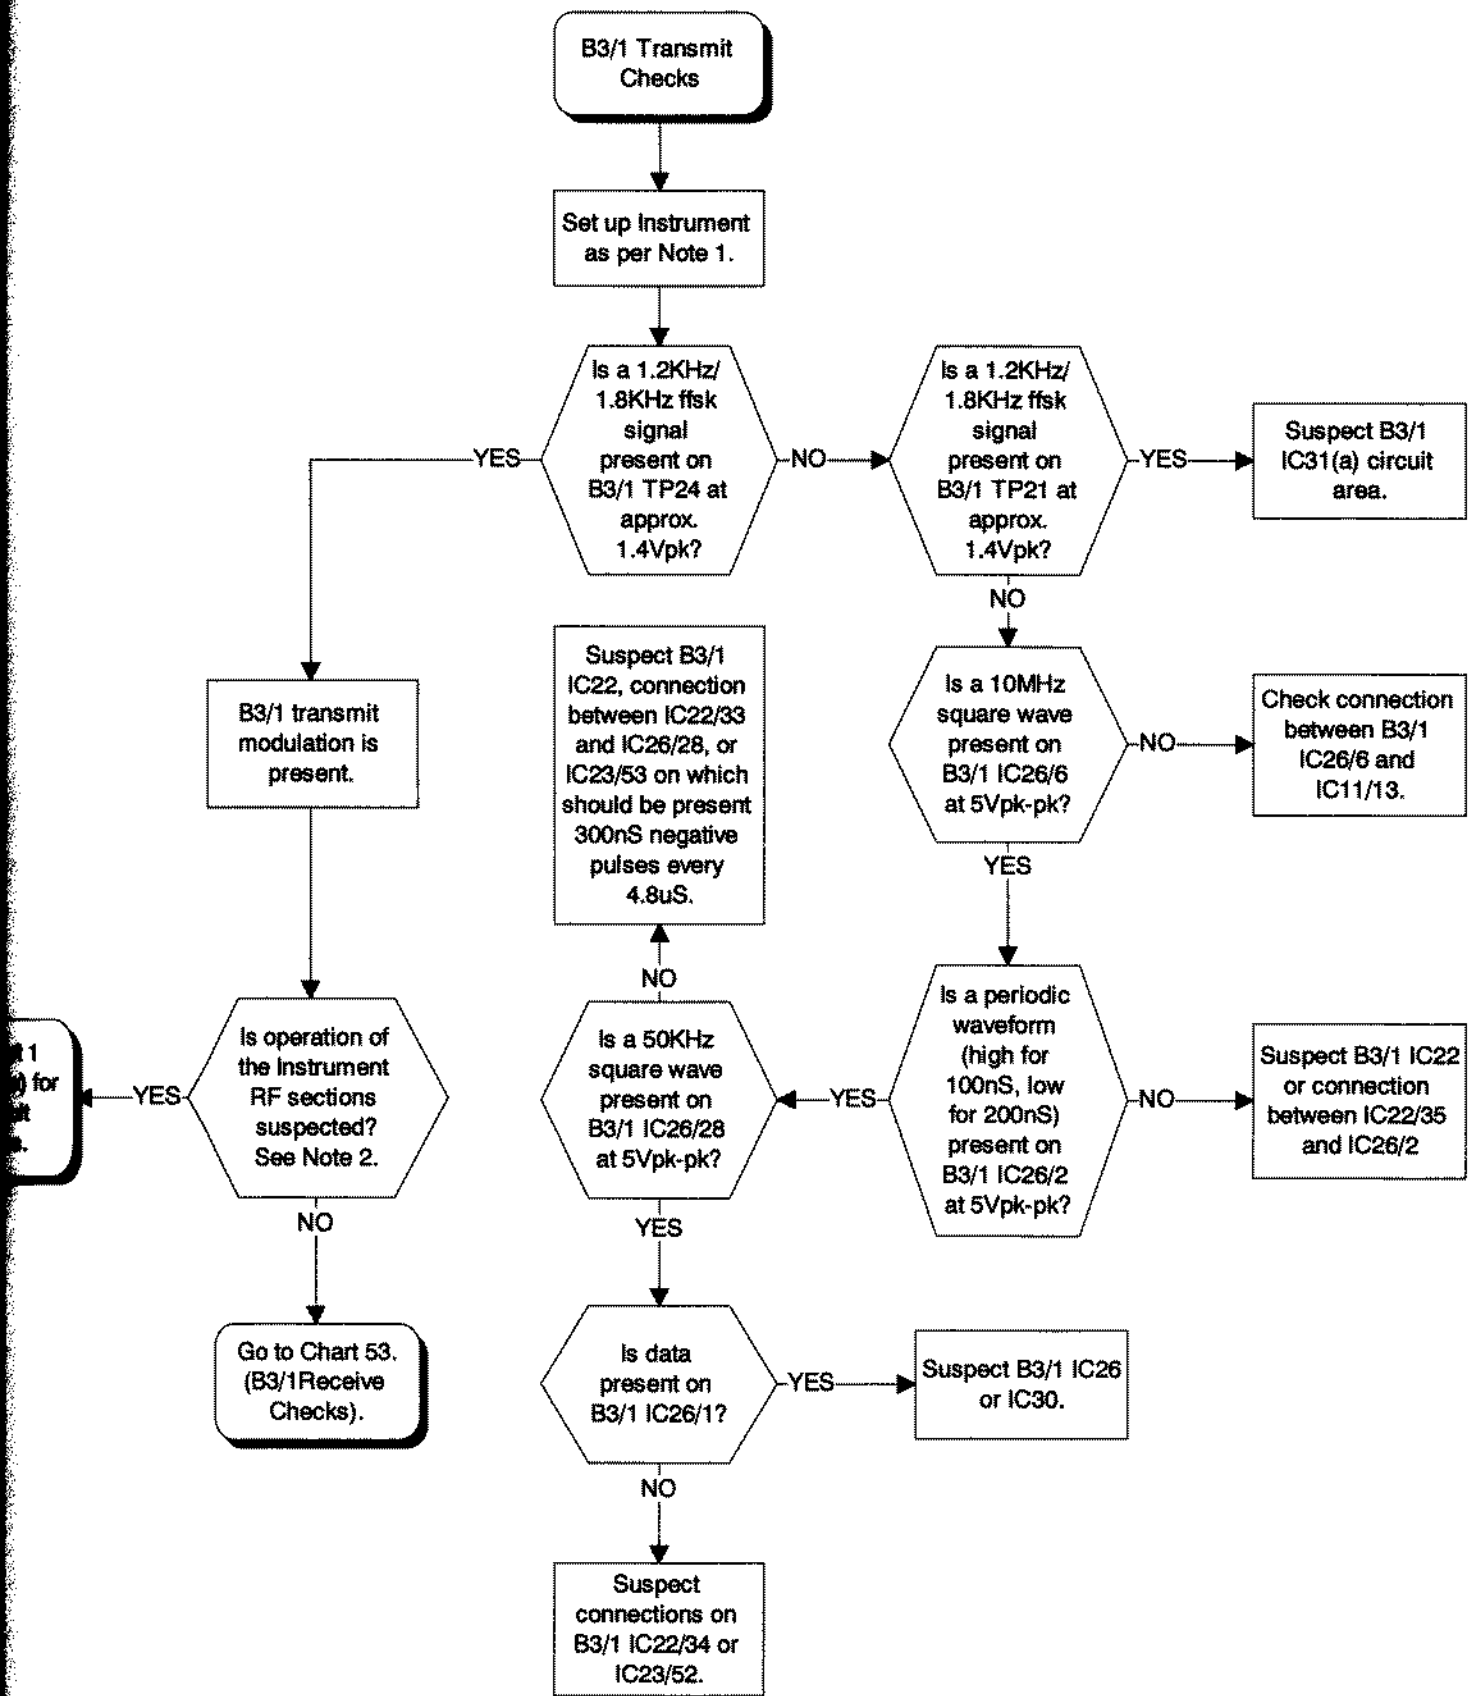 B3/1 Transmit
Checks
Set up Instrument
as per Note 1.
Is a 1.2KHz/
1.8KHz ffsk
signal
present on
B3/1 TP24 at
approx.
1.4Vpk?
YES
NO
Is a 1.2KHz/
1.8KHz ffsk
signal
present on
B3/1 TP21 at
approx.
1.4Vpk?
YES
Suspect B3/1
IC31(a) circuit
area.
NO
Is a 10MHz
square wave
present on
B3/1 IC26/6
at 5Vpk-pk?
NO
Check connection
between B3/1
IC26/6 and
IC11/13.
YES
Is a periodic
waveform
(high for
100nS, low
for 200nS)
present on
B3/1 IC26/2
at 5Vpk-pk?
NO
Suspect B3/1 IC22
or connection
between IC22/35
and IC26/2
YES
Is a 50KHz
square wave
present on
B3/1 IC26/28
at 5Vpk-pk?
NO
Suspect B3/1
IC22, connection
between IC22/33
and IC26/28, or
IC23/53 on which
should be present
300nS negative
pulses every
4.8uS.
YES
Is data
present on
B3/1 IC26/1?
YES
Suspect B3/1 IC26
or IC30.
NO
Suspect
connections on
B3/1 IC22/34 or
IC23/52.
B3/1 transmit
modulation is
present.
Is operation of
the Instrument
RF sections
suspected?
See Note 2.
YES
1
for
NO
Go to Chart 53.
(B3/1Receive
Checks).